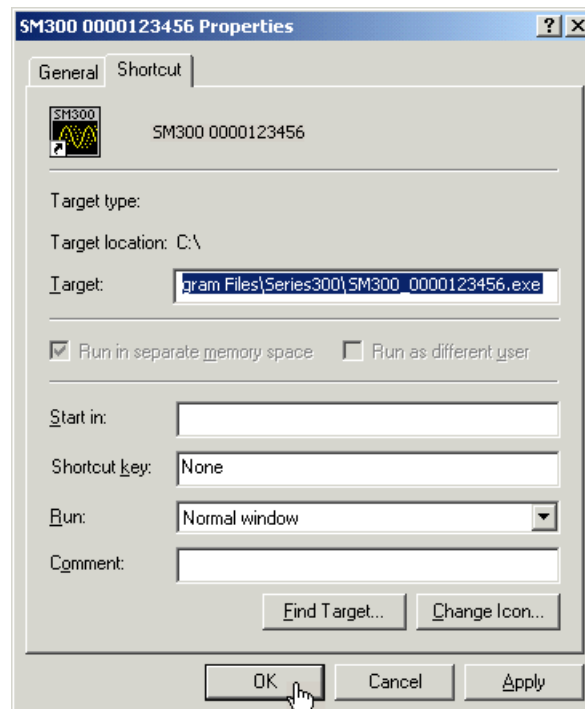 SM300 0000123456 Properties
General Shortcut
SM300
SM300 0000123456
Target type:
Target location: C:\
Target: gram Files\Series300\SM300_0000123456.exe
Run in separate memory space Run as different user
Start in:
Shortcut key: None
Run: Normal window
Comment:
Find Target... Change Icon...
OK Cancel Apply